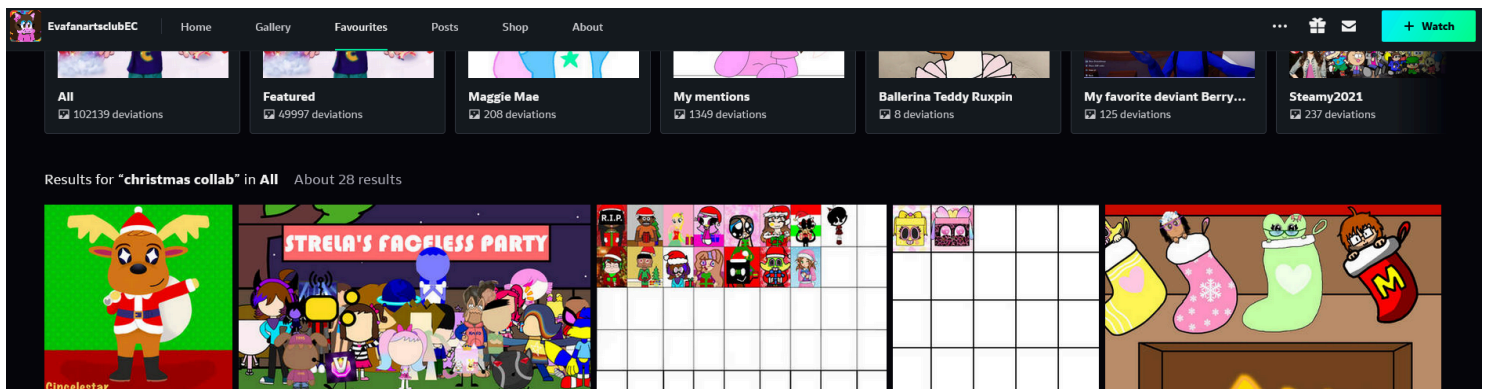 EvafanartsclubEC
Home
Gallery
Favourites
Posts
Shop
About
+ Watch
All
102139 deviations
Featured
49997 deviations
Maggie Mae
208 deviations
My mentions
1349 deviations
Ballerina Teddy Ruxpin
8 deviations
My favorite deviant Berry...
125 deviations
Steamy2021
237 deviations
Results for “christmas collab” in All About 28 results
STRELA'S FACELESS PARTY
R.I.P.
M